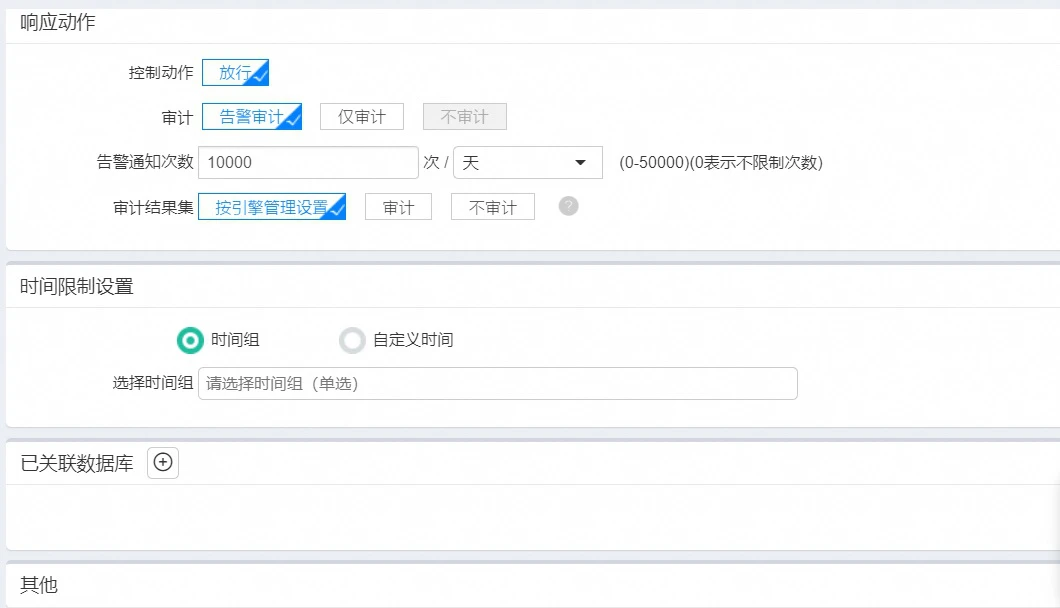 响应动作
控制动作 放行
审计 告警审计 仅审计 不审计
告警通知次数 10000 次 / 天 (0-50000)(0表示不限制次数)
审计结果集 按引擎管理设置 审计 不审计 ?
时间限制设置
时间组 自定义时间
选择时间组 请选择时间组（单选）
已关联数据库
其他